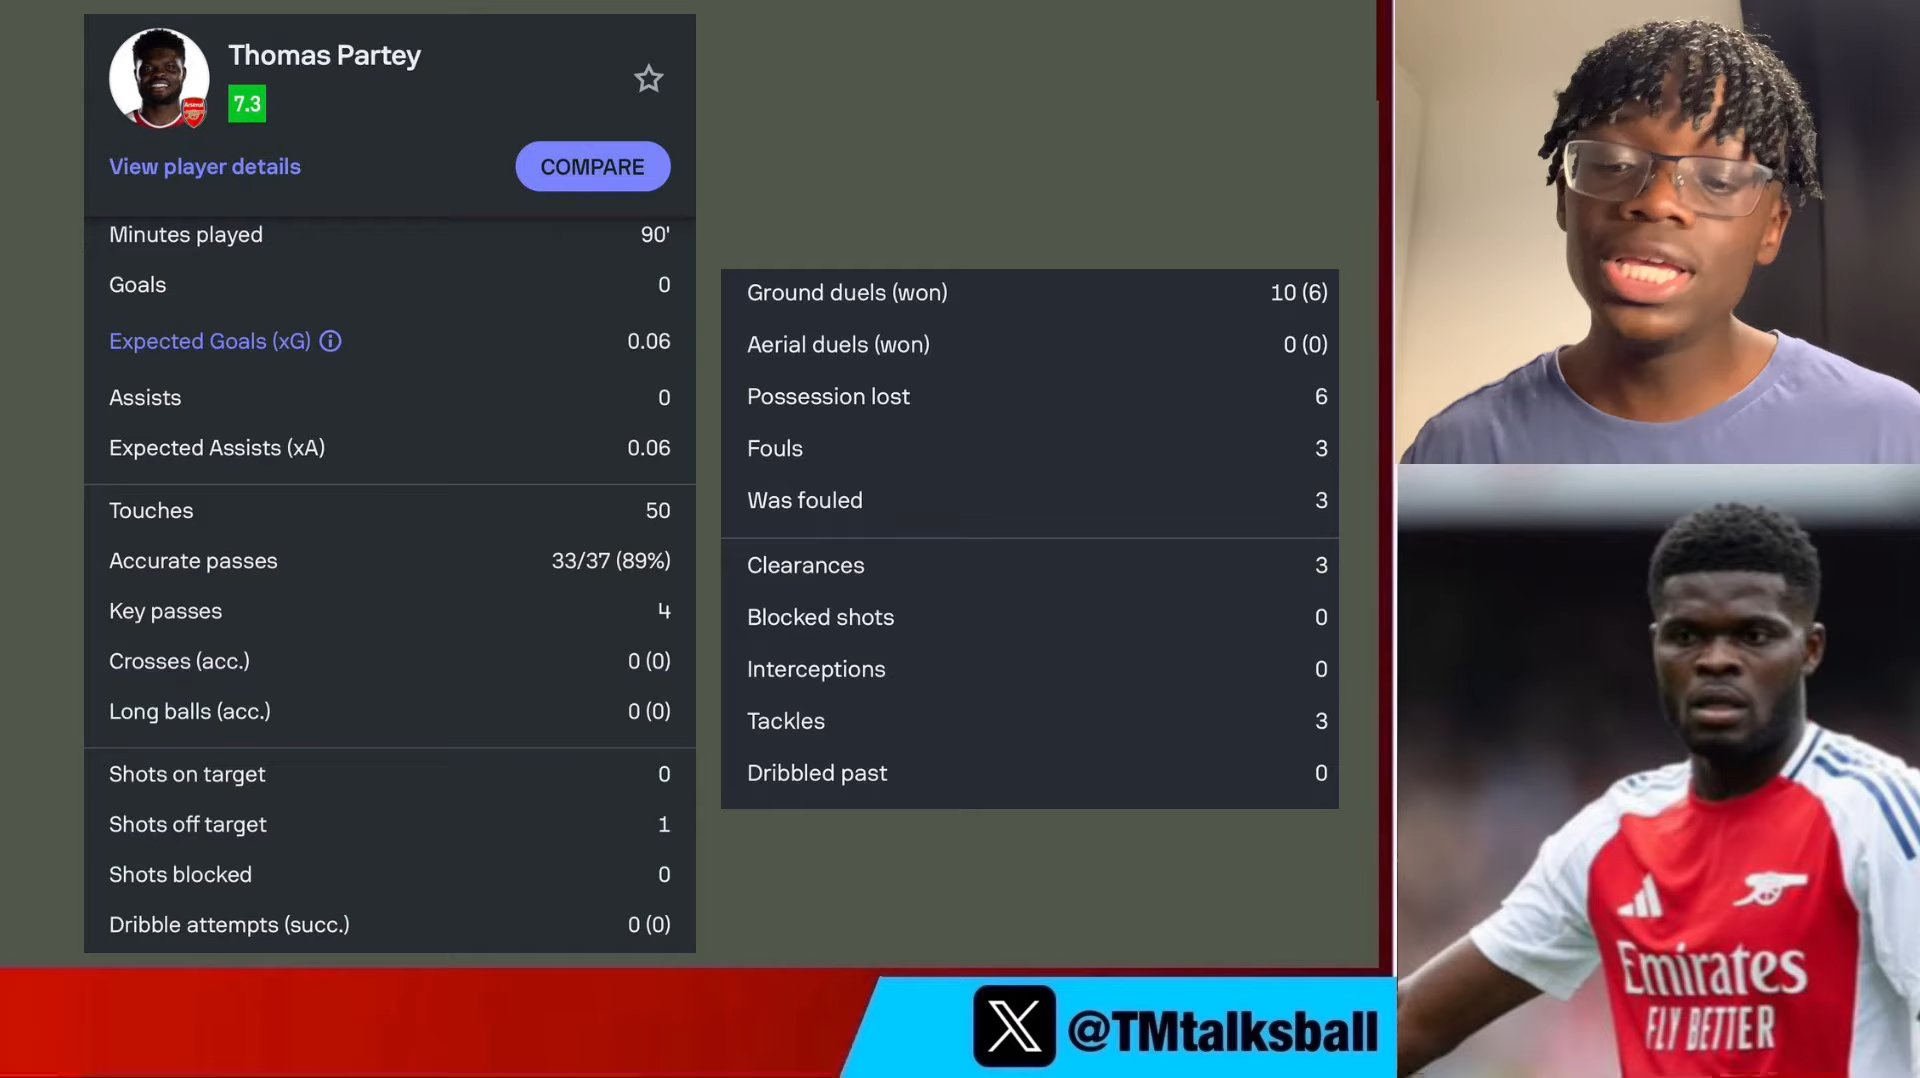 Thomas Partey
Arsenal
7.3
View player details
COMPARE
Minutes played 90'
Goals 0
Expected Goals (xG) 0.06
Assists 0
Expected Assists (xA) 0.06
Touches 50
Accurate passes 33/37 (89%)
Key passes 4
Crosses (acc.) 0 (0)
Long balls (acc.) 0 (0)
Shots on target 0
Shots off target 1
Shots blocked 0
Dribble attempts (succ.) 0 (0)
Ground duels (won) 10 (6)
Aerial duels (won) 0 (0)
Possession lost 6
Fouls 3
Was fouled 3
Clearances 3
Blocked shots 0
Interceptions 0
Tackles 3
Dribbled past 0
Emirates
FLY BETTER
X @TMtalksball